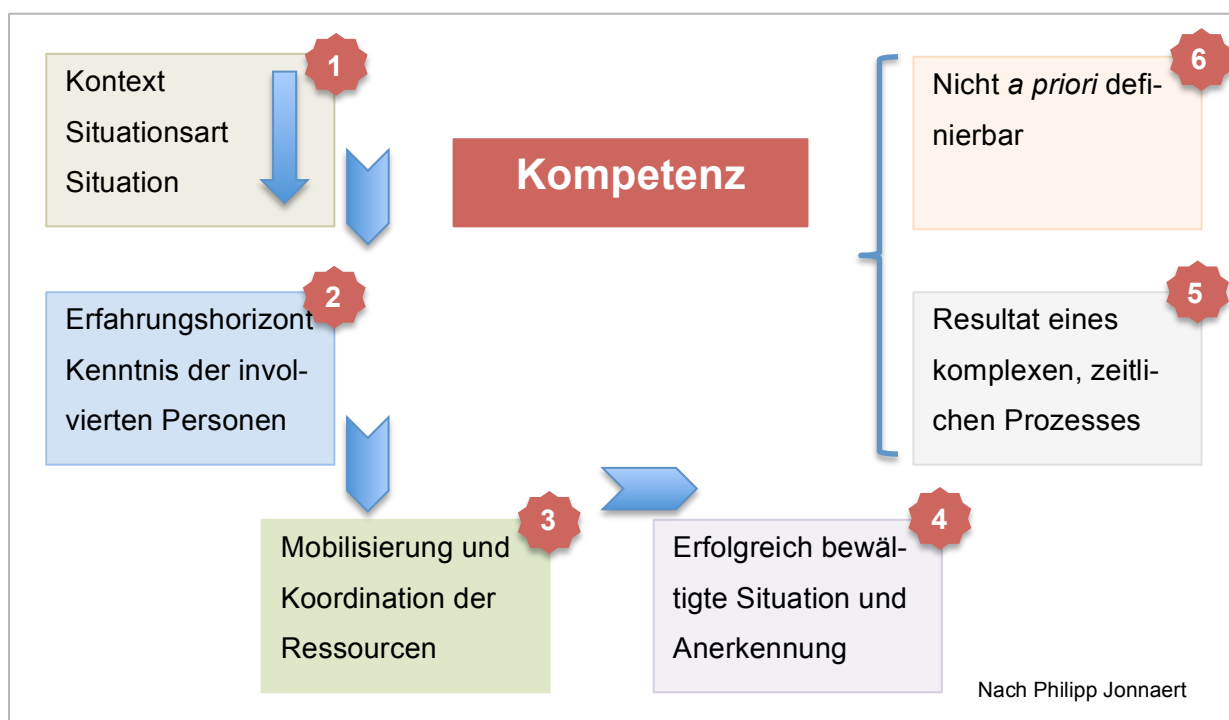 1
Kontext
Situationsart
Situation
Kompetenz
6
Nicht a priori defi-
nierbar
2
Erfahrungshorizont
Kenntnis der invol-
vierten Personen
5
Resultat eines
komplexen, zeitli-
chen Prozesses
3
Mobilisierung und
Koordination der
Ressourcen
4
Erfolgreich bewäl-
tigte Situation und
Anerkennung
Nach Philipp Jonnaert